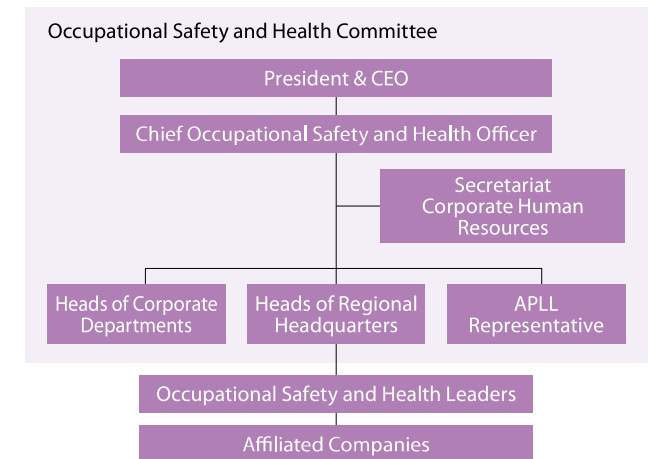 Occupational Safety and Health Committee
President & CEO
Chief Occupational Safety and Health Officer
Secretariat
Corporate Human
Resources
Heads of Corporate
Departments
Heads of Regional
Headquarters
APLL
Representative
Occupational Safety and Health Leaders
Affiliated Companies